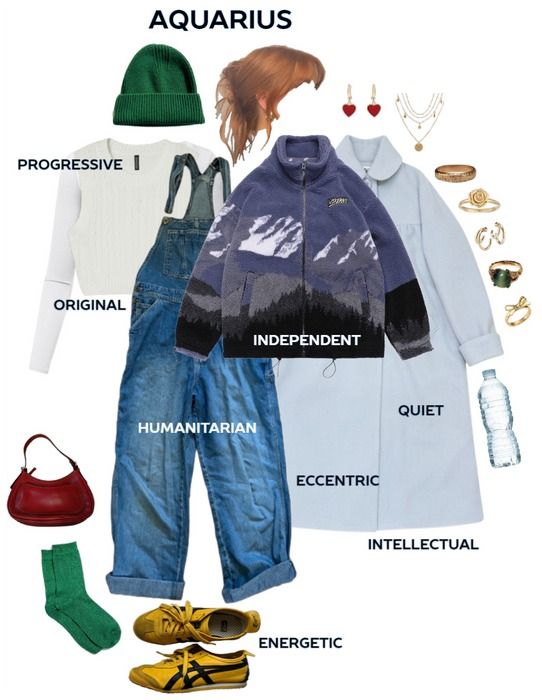 AQUARIUS
PROGRESSIVE
ORIGINAL
INDEPENDENT
HUMANITARIAN
QUIET
ECCENTRIC
INTELLECTUAL
ENERGETIC